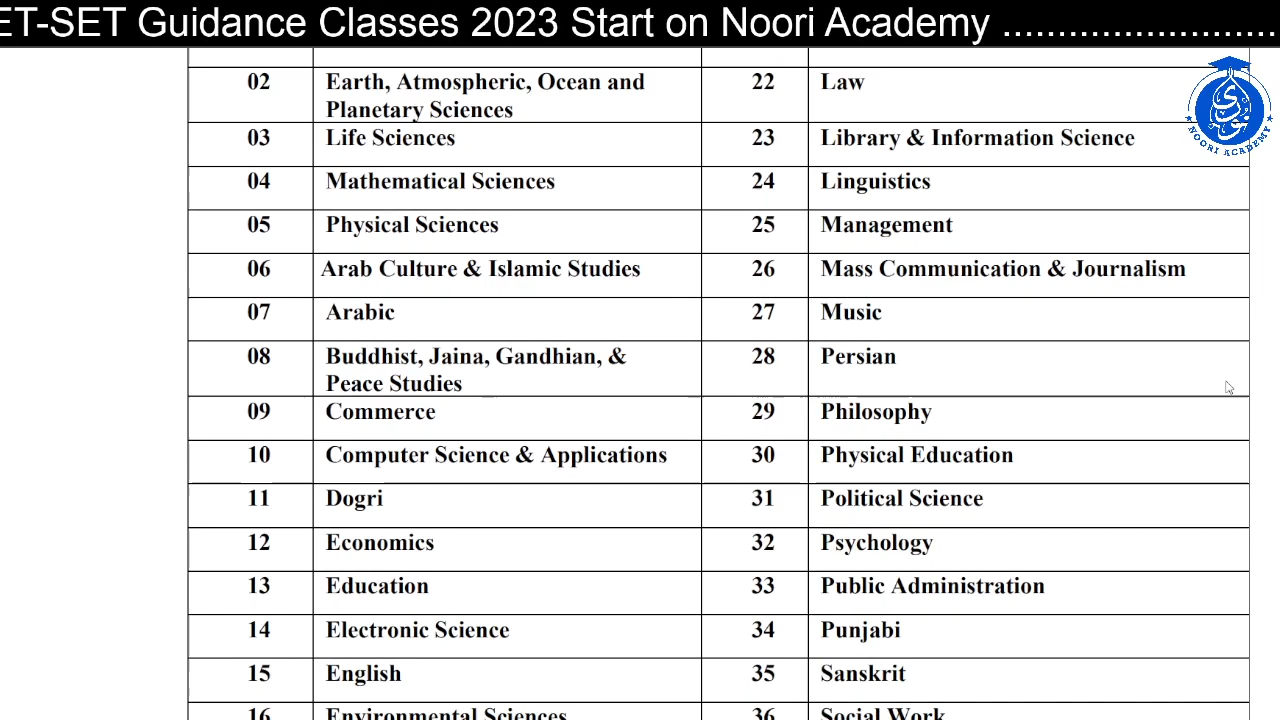 ET-SET Guidance Classes 2023 Start on Noori Academy ..........................
02 Earth, Atmospheric, Ocean and 22 Law
Planetary Sciences
03 Life Sciences 23 Library & Information Science
04 Mathematical Sciences 24 Linguistics
05 Physical Sciences 25 Management
06 Arab Culture & Islamic Studies 26 Mass Communication & Journalism
07 Arabic 27 Music
08 Buddhist, Jaina, Gandhian, & 28 Persian
Peace Studies
09 Commerce 29 Philosophy
10 Computer Science & Applications 30 Physical Education
11 Dogri 31 Political Science
12 Economics 32 Psychology
13 Education 33 Public Administration
14 Electronic Science 34 Punjabi
15 English 35 Sanskrit
16 Environmental Sciences 36 Social Work
نوری
NOORI ACADEMY